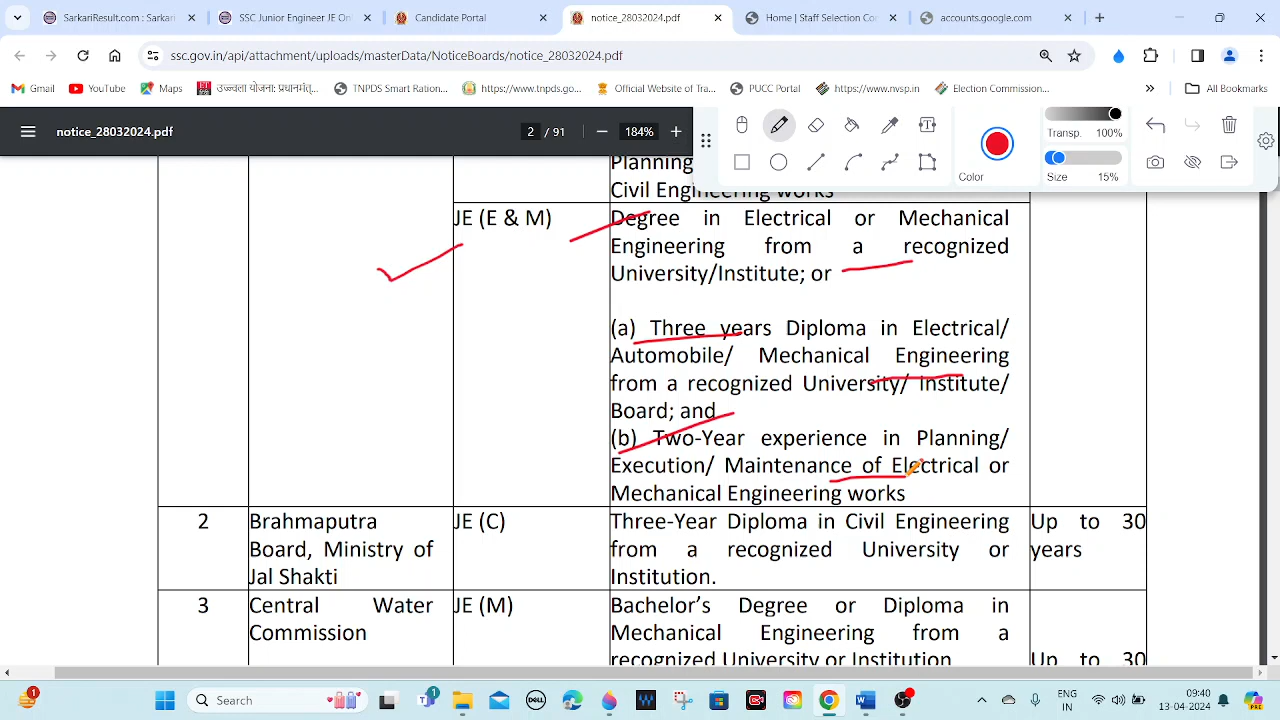 eBook - 905.com : Sarkari
SSC Junior Engineer JE Onl
Candidate Portal
notice_28032024.pdf
Home | Staff Selection Co
accounts.google.com
ssc.gov.in/api/attachment/uploads/masterData/NoticeBoards/notice_28032024.pdf
Gmail
YouTube
Maps
TNPDS Smart Ration...
https://www.tnpds.go...
Official Website of Tra...
PUCC Portal
https://www.nvsp.in
Election Commission...
»
All Bookmarks
notice_28032024.pdf
2 / 91
184%
Transp. 100%
Color
Size 15%
Planning
Civil Engineering works
JE (E & M)
Degree in Electrical or Mechanical
Engineering from a recognized
University/Institute; or
(a) Three years Diploma in Electrical/
Automobile/ Mechanical Engineering
from a recognized University/ Institute/
Board; and
(b) Two-Year experience in Planning/
Execution/ Maintenance of Electrical or
Mechanical Engineering works
2
Brahmaputra
Board, Ministry of
Jal Shakti
JE (C)
Three-Year Diploma in Civil Engineering
from a recognized University or
Institution.
Up to 30
years
3
Central Water
Commission
JE (M)
Bachelor's Degree or Diploma in
Mechanical Engineering from a
recognized University or Institution
Up to 30
1
Search
ENG
IN
09:40
13-04-2024